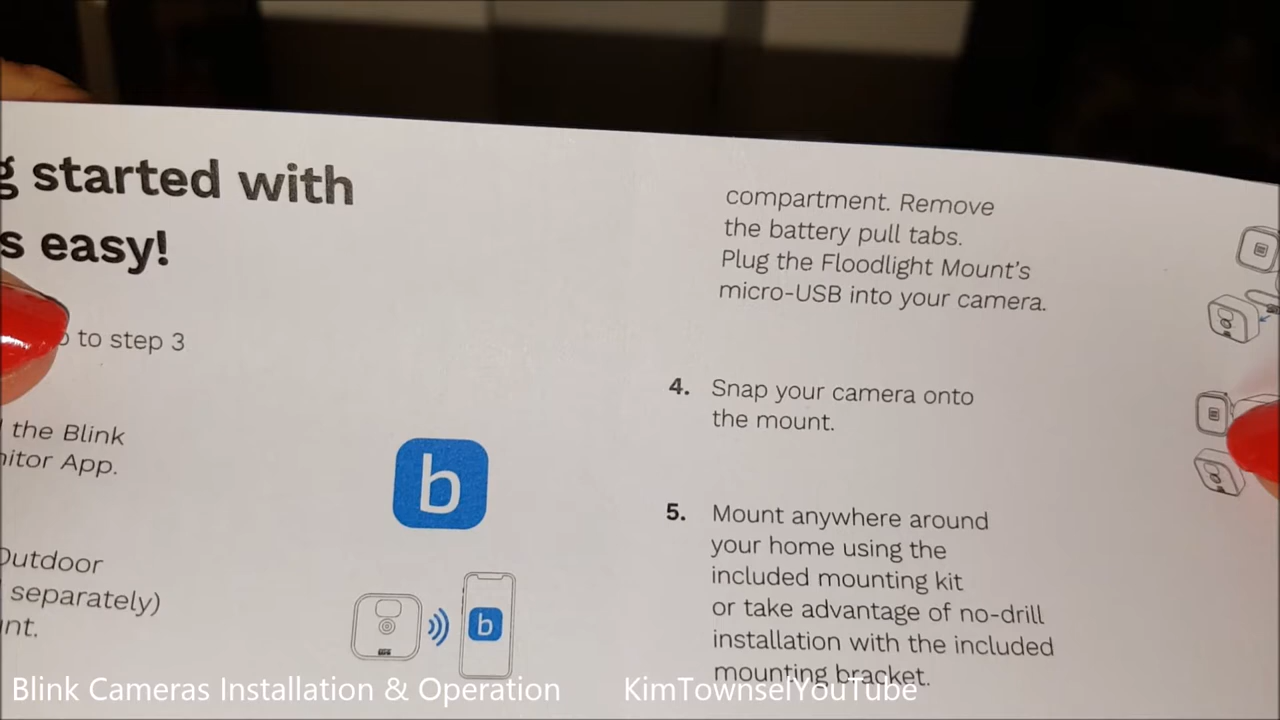 started with
easy!
to step 3
the Blink
App.
b
Outdoor
separately)
b
compartment. Remove
the battery pull tabs.
Plug the Floodlight Mount's
micro-USB into your camera.
4. Snap your camera onto
the mount.
5. Mount anywhere around
your home using the
included mounting kit
or take advantage of no-drill
installation with the included
mounting bracket.
Blink Cameras Installation & Operation
KimTownselYouTube